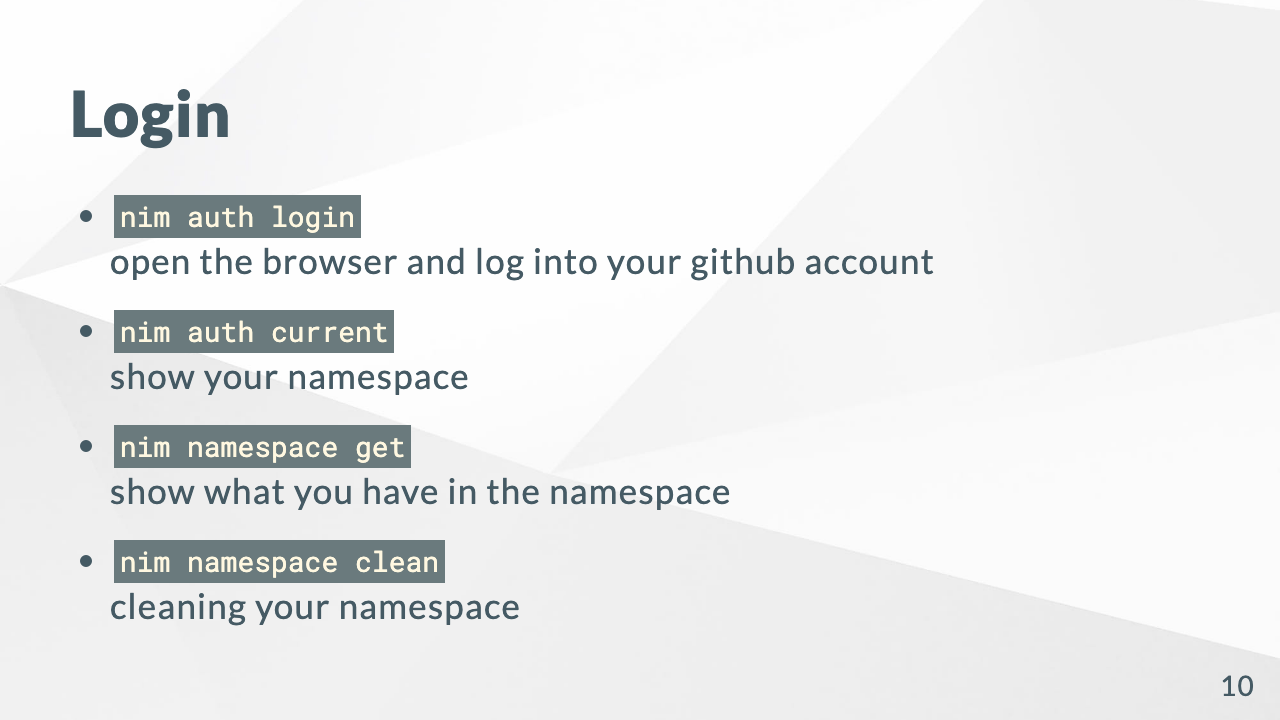 Login
nim auth login
open the browser and log into your github account
nim auth current
show your namespace
nim namespace get
show what you have in the namespace
nim namespace clean
cleaning your namespace
10